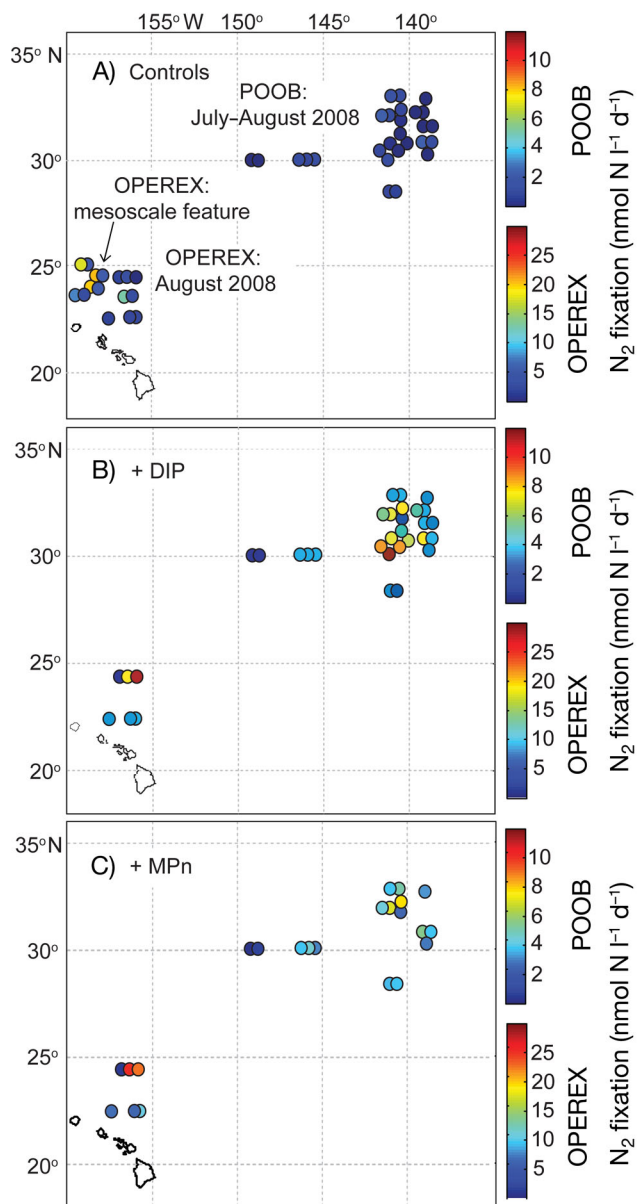 155° W 150° 145° 140°
35° N
A) Controls
POOB:
July–August 2008
30°
OPEREX:
mesoscale feature
25°
OPEREX:
August 2008
20°
10
8
6
4
2
POOB
25
20
15
10
5
OPEREX
N₂ fixation (nmol N l⁻¹ d⁻¹)
35° N
B) + DIP
30°
25°
20°
10
8
6
4
2
POOB
25
20
15
10
5
OPEREX
N₂ fixation (nmol N l⁻¹ d⁻¹)
35° N
C) + MPn
30°
25°
20°
10
8
6
4
2
POOB
25
20
15
10
5
OPEREX
N₂ fixation (nmol N l⁻¹ d⁻¹)